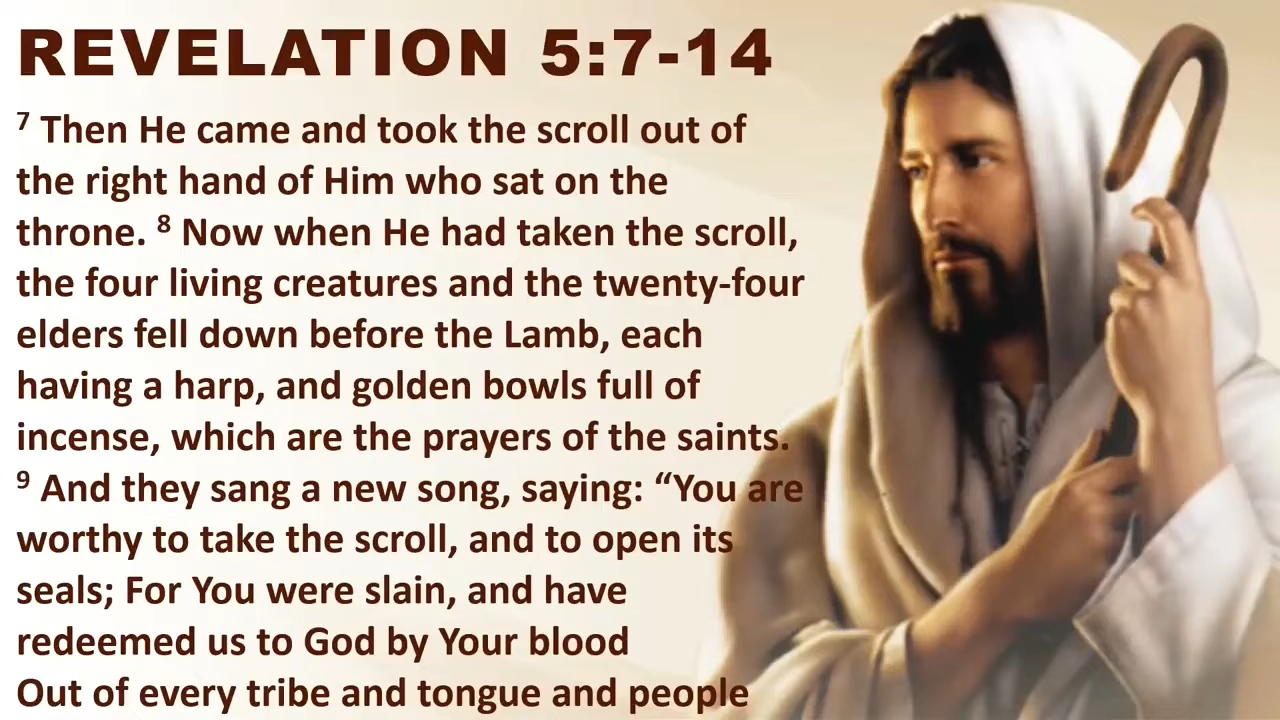 REVELATION 5:7-14
⁷ Then He came and took the scroll out of
the right hand of Him who sat on the
throne. ⁸ Now when He had taken the scroll,
the four living creatures and the twenty-four
elders fell down before the Lamb, each
having a harp, and golden bowls full of
incense, which are the prayers of the saints.
⁹ And they sang a new song, saying: “You are
worthy to take the scroll, and to open its
seals; For You were slain, and have
redeemed us to God by Your blood
Out of every tribe and tongue and people